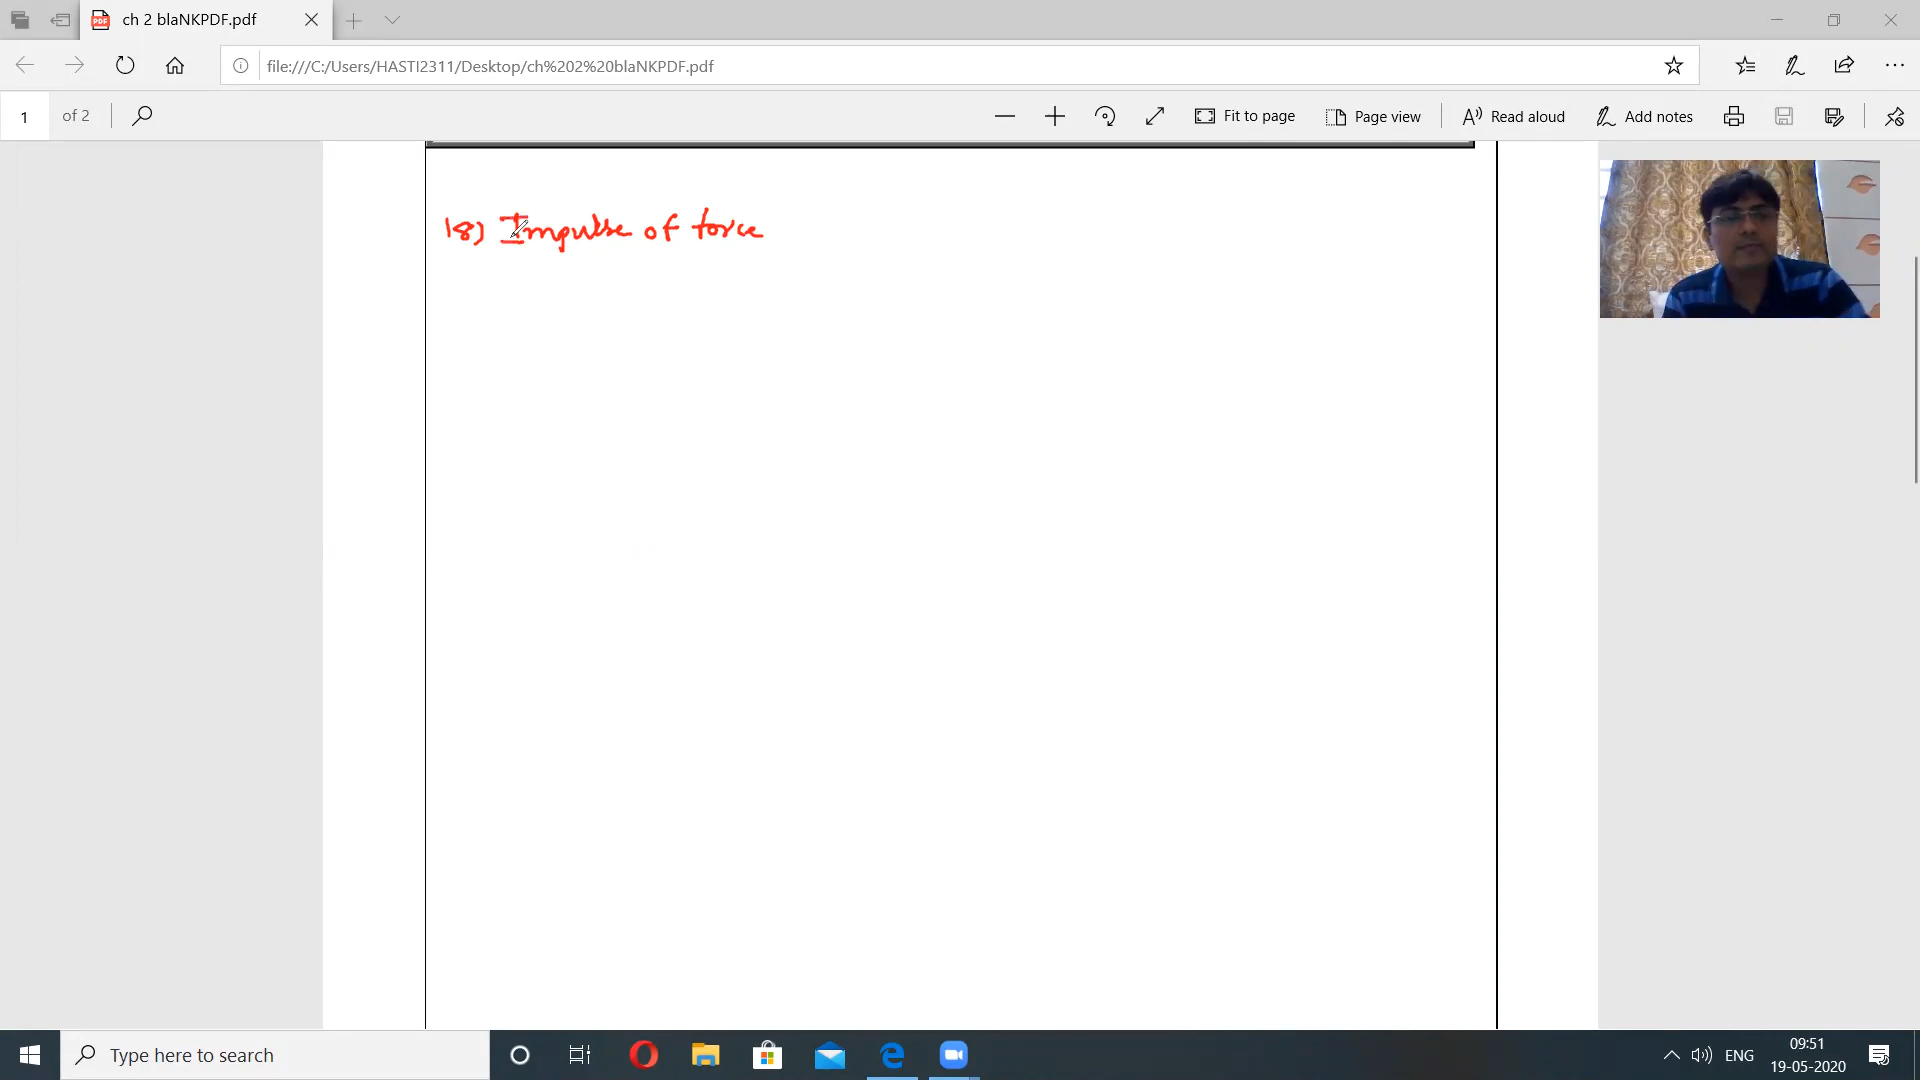 ch 2 blaNKPDF.pdf
file:///C:/Users/HASTI2311/Desktop/ch%202%20blaNKPDF.pdf
1 of 2 Fit to page Page view Read aloud Add notes
18) Impulse of force
Type here to search
ENG
09:51
19-05-2020